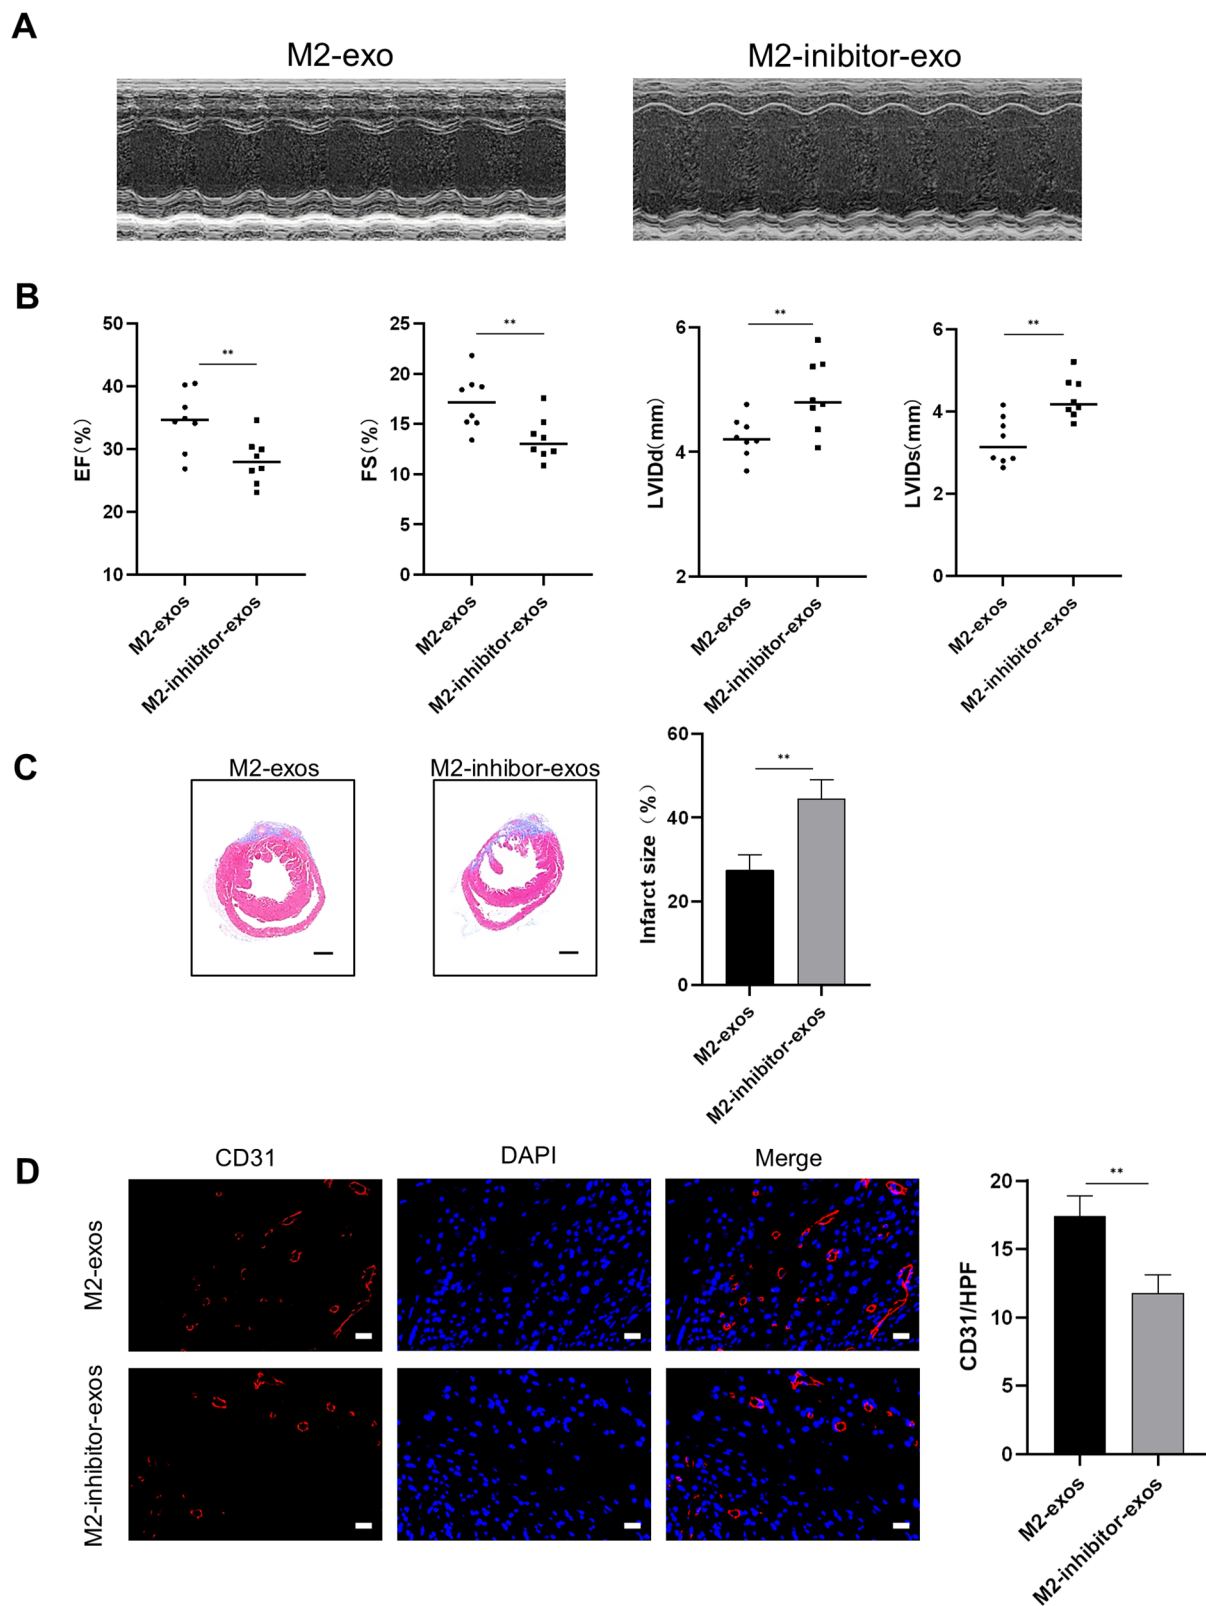 A
M2-exo
M2-inibitor-exo
B
50
40
30
20
10
EF(%)
**
M2-exos
M2-inhibitor-exos
25
20
15
10
5
0
FS(%)
**
M2-exos
M2-inhibitor-exos
6
4
2
LVIDd(mm)
**
M2-exos
M2-inhibitor-exos
6
4
2
0
LVIDs(mm)
**
M2-exos
M2-inhibitor-exos
C
M2-exos
M2-inhibor-exos
60
40
20
0
Infarct size (%)
**
M2-exos
M2-inhibitor-exos
D
CD31
DAPI
Merge
M2-exos
M2-inhibitor-exos
20
15
10
5
0
CD31/HPF
**
M2-exos
M2-inhibitor-exos